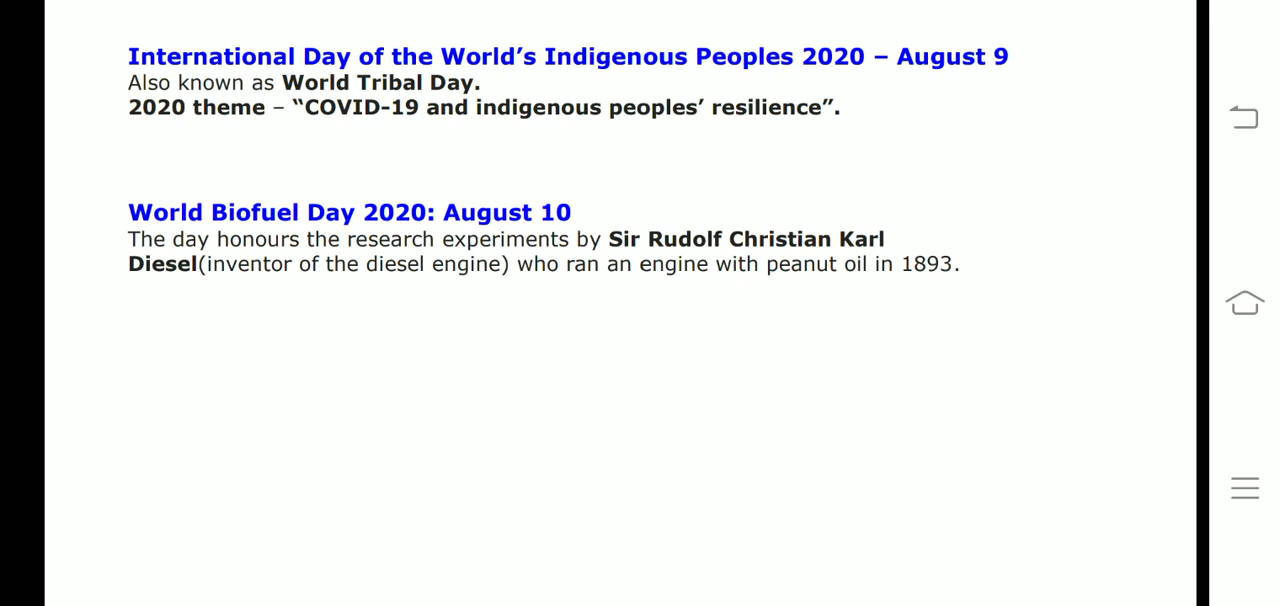 International Day of the World’s Indigenous Peoples 2020 – August 9
Also known as World Tribal Day.
2020 theme – “COVID-19 and indigenous peoples’ resilience”.
World Biofuel Day 2020: August 10
The day honours the research experiments by Sir Rudolf Christian Karl
Diesel(inventor of the diesel engine) who ran an engine with peanut oil in 1893.